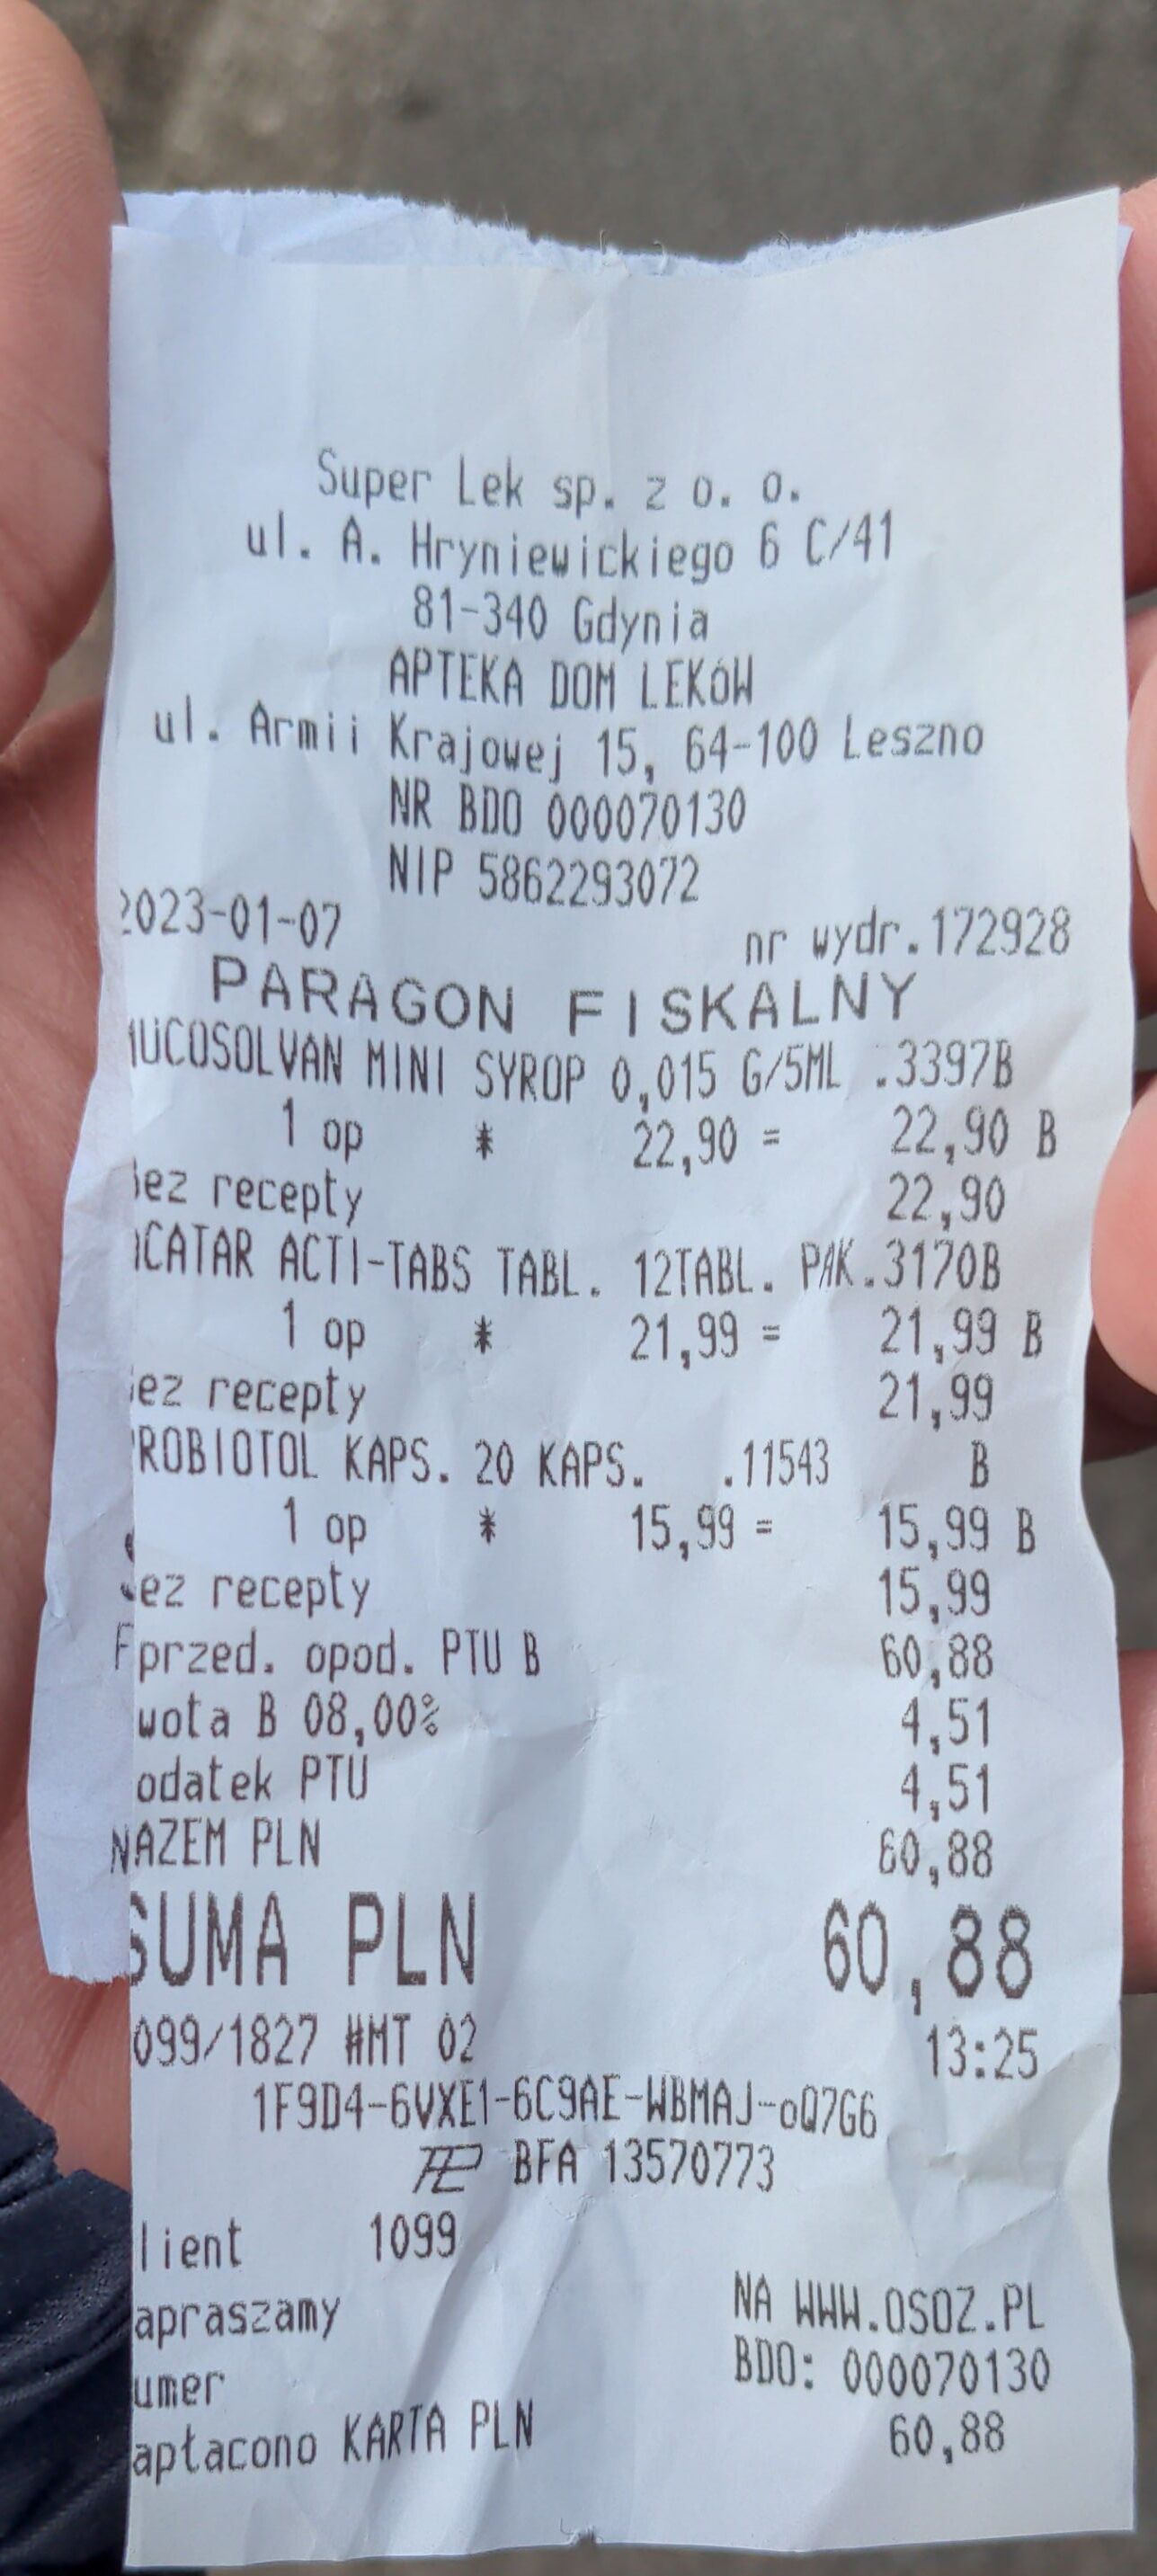 Super Lek sp. z o. o.
ul. A. Hryniewickiego 6 C/41
81-340 Gdynia
APTEKA DOM LEKÓW
ul. Armii Krajowej 15, 64-100 Leszno
NR BDO 000070130
NIP 5862293072
2023-01-07 nr wydr.172928
PARAGON FISKALNY
MUCOSOLVAN MINI SYROP 0,015 G/5ML .3397B
1 op * 22,90 = 22,90 B
Bez recepty 22,90
ACATAR ACTI-TABS TABL. 12TABL. PAK.3170B
1 op * 21,99 = 21,99 B
ez recepty 21,99
ROBIOTOL KAPS. 20 KAPS. .11543 B
1 op * 15,99 = 15,99 B
ez recepty 15,99
przed. opod. PTU B 60,88
wota B 08,00% 4,51
odatek PTU 4,51
AZEM PLN 60,88
SUMA PLN 60,88
099/1827 #MT 02 13:25
1F9D4-6VXE1-6C9AE-WBMAJ-oQ7G6
BFA 13570773
lient 1099
apraszamy NA WWW.OSOZ.PL
umer BDO: 000070130
apłacono KARTA PLN 60,88